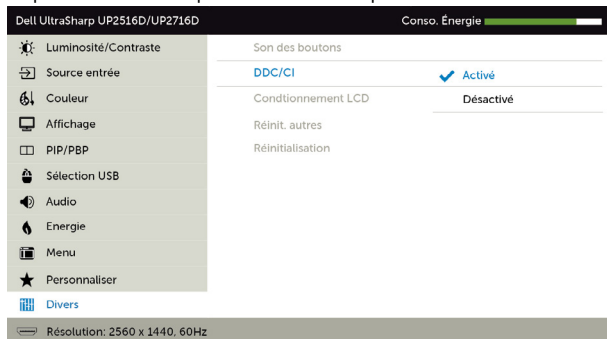 Dell UltraSharp UP2516D/UP2716D Conso. Énergie
Luminosité/Contraste Son des boutons
Source entrée DDC/CI Activé
Couleur Condtionnement LCD Désactivé
Affichage Réinit. autres
PIP/PBP Réinitialisation
Sélection USB
Audio
Energie
Menu
Personnaliser
Divers
Résolution: 2560 x 1440, 60Hz